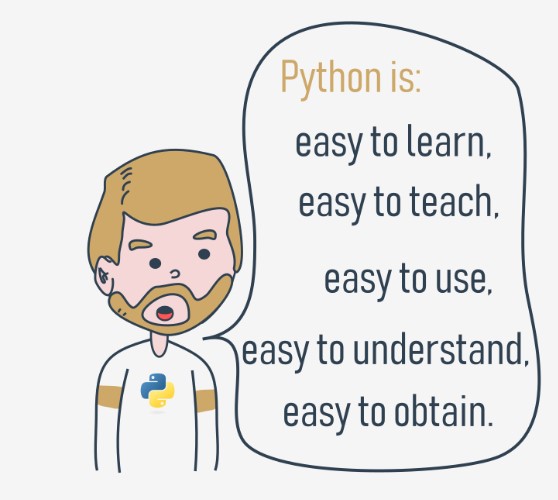 Python is:
easy to learn,
easy to teach,
easy to use,
easy to understand,
easy to obtain.